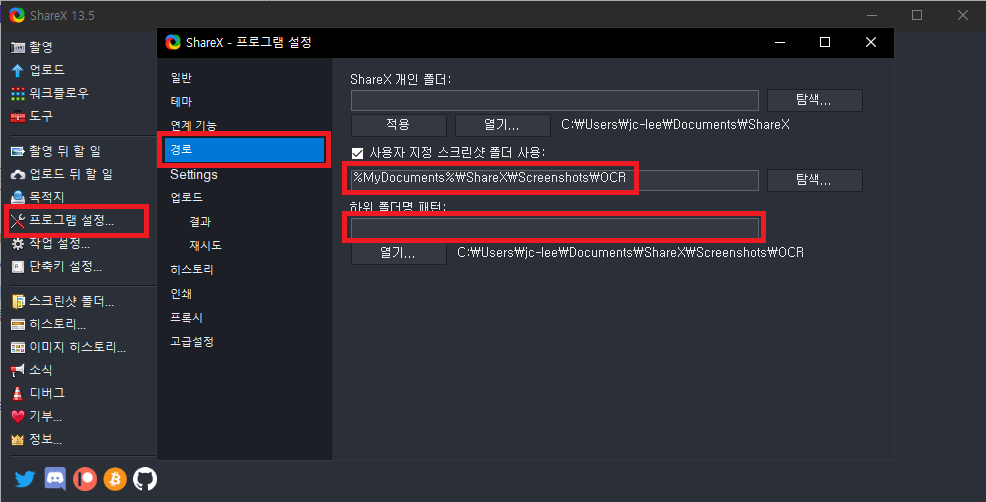 ShareX 13.5
촬영
업로드
워크플로우
도구
촬영 뒤 할 일
업로드 뒤 할 일
목적지
프로그램 설정...
작업 설정...
단축키 설정...
스크린샷 폴더...
히스토리...
이미지 히스토리...
소식
디버그
기부...
정보...
ShareX - 프로그램 설정
일반
테마
연계 기능
경로
Settings
업로드
결과
재시도
히스토리
인쇄
프록시
고급설정
ShareX 개인 폴더:
탐색...
적용 열기... C:₩Users₩jc-lee₩Documents₩ShareX
사용자 지정 스크린샷 폴더 사용:
%MyDocuments%₩ShareX₩Screenshots₩OCR 탐색...
하위 폴더명 패턴:
열기... C:₩Users₩jc-lee₩Documents₩ShareX₩Screenshots₩OCR